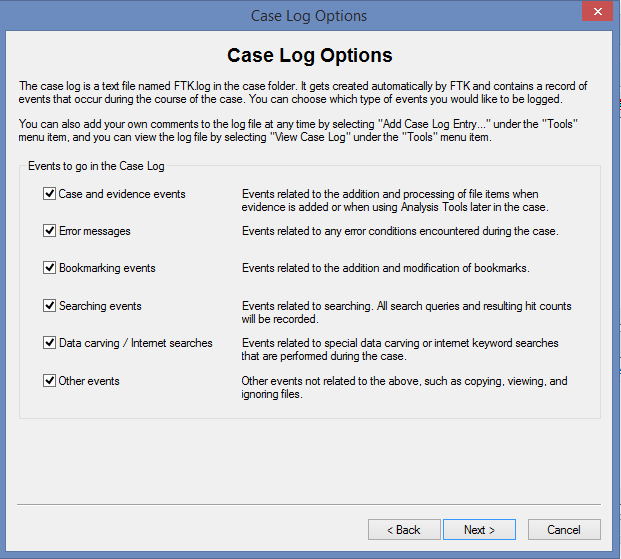 Case Log Options
Case Log Options
The case log is a text file named FTK.log in the case folder. It gets created automatically by FTK and contains a record of
events that occur during the course of the case. You can choose which type of events you would like to be logged.
You can also add your own comments to the log file at any time by selecting "Add Case Log Entry..." under the "Tools"
menu item, and you can view the log file by selecting "View Case Log" under the "Tools" menu item.
Events to go in the Case Log
Case and evidence events
Events related to the addition and processing of file items when
evidence is added or when using Analysis Tools later in the case.
Error messages
Events related to any error conditions encountered during the case.
Bookmarking events
Events related to the addition and modification of bookmarks.
Searching events
Events related to searching. All search queries and resulting hit counts
will be recorded.
Data carving / Internet searches
Events related to special data carving or internet keyword searches
that are performed during the case.
Other events
Other events not related to the above, such as copying, viewing, and
ignoring files.
< Back
Next >
Cancel